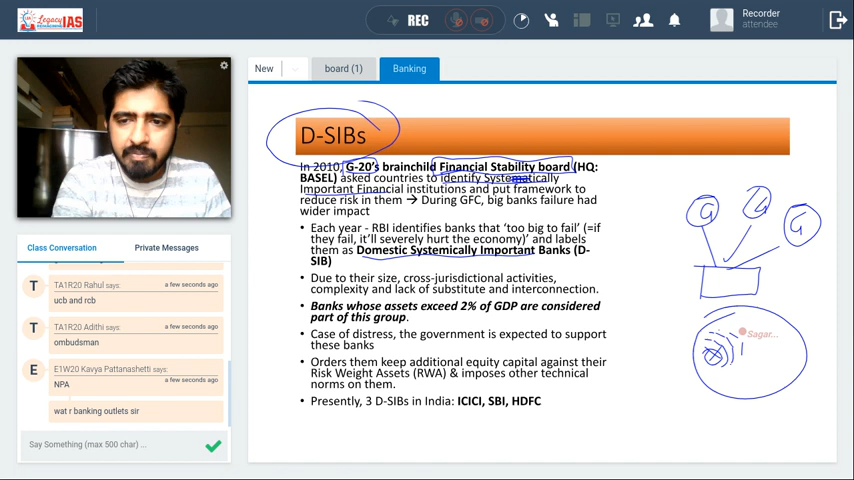 Legacy
IAS
REC
Recorder
attendee
New
board (1)
Banking
D-SIBs
In 2010, G-20's brainchild Financial Stability board (HQ:
BASEL) asked countries to identify Systematically
Important Financial institutions and put framework to
reduce risk in them → During GFC, big banks failure had
wider impact
• Each year - RBI identifies banks that 'too big to fail' (=if
they fail, it'll severely hurt the economy)' and labels
them as Domestic Systemically Important Banks (D-
SIB)
• Due to their size, cross-jurisdictional activities,
complexity and lack of substitute and interconnection.
• Banks whose assets exceed 2% of GDP are considered
part of this group.
• Case of distress, the government is expected to support
these banks
• Orders them keep additional equity capital against their
Risk Weight Assets (RWA) & imposes other technical
norms on them.
• Presently, 3 D-SIBs in India: ICICI, SBI, HDFC
G
G
Sagar...
Class Conversation
Private Messages
T
TA1R20 Rahul says:
a few seconds ago
ucb and rcb
T
TA1R20 Adithi says:
a few seconds ago
ombudsman
E
E1W20 Kavya Pattanashetti says:
a few seconds ago
NPA
wat r banking outlets sir
Say Something (max 500 char) ...